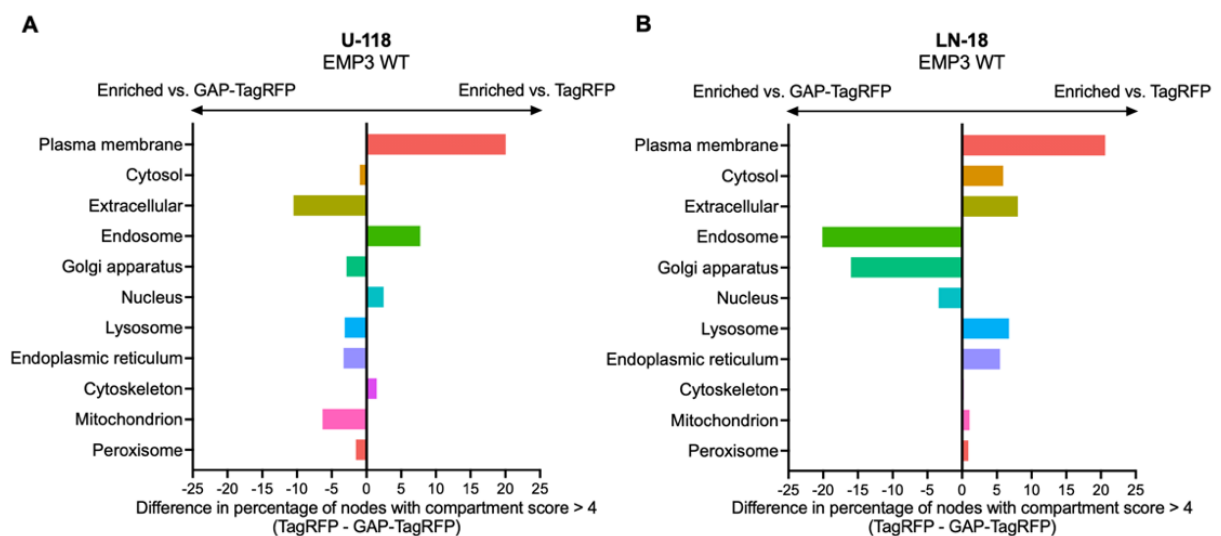 A
U-118
EMP3 WT
Enriched vs. GAP-TagRFP
Enriched vs. TagRFP
Plasma membrane
Cytosol
Extracellular
Endosome
Golgi apparatus
Nucleus
Lysosome
Endoplasmic reticulum
Cytoskeleton
Mitochondrion
Peroxisome
-25 -20 -15 -10 -5 0 5 10 15 20 25
Difference in percentage of nodes with compartment score > 4
(TagRFP - GAP-TagRFP)
B
LN-18
EMP3 WT
Enriched vs. GAP-TagRFP
Enriched vs. TagRFP
Plasma membrane
Cytosol
Extracellular
Endosome
Golgi apparatus
Nucleus
Lysosome
Endoplasmic reticulum
Cytoskeleton
Mitochondrion
Peroxisome
-25 -20 -15 -10 -5 0 5 10 15 20 25
Difference in percentage of nodes with compartment score > 4
(TagRFP - GAP-TagRFP)